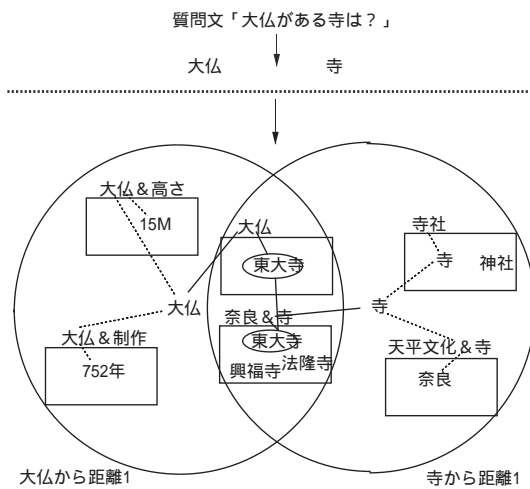 質問文「大仏がある寺は？」
大仏 寺
大仏＆高さ
15M
大仏
東大寺
寺社
寺 神社
大仏
奈良＆寺
寺
大仏＆制作
752年
東大寺
興福寺 法隆寺
天平文化＆寺
奈良
大仏から距離1
寺から距離1